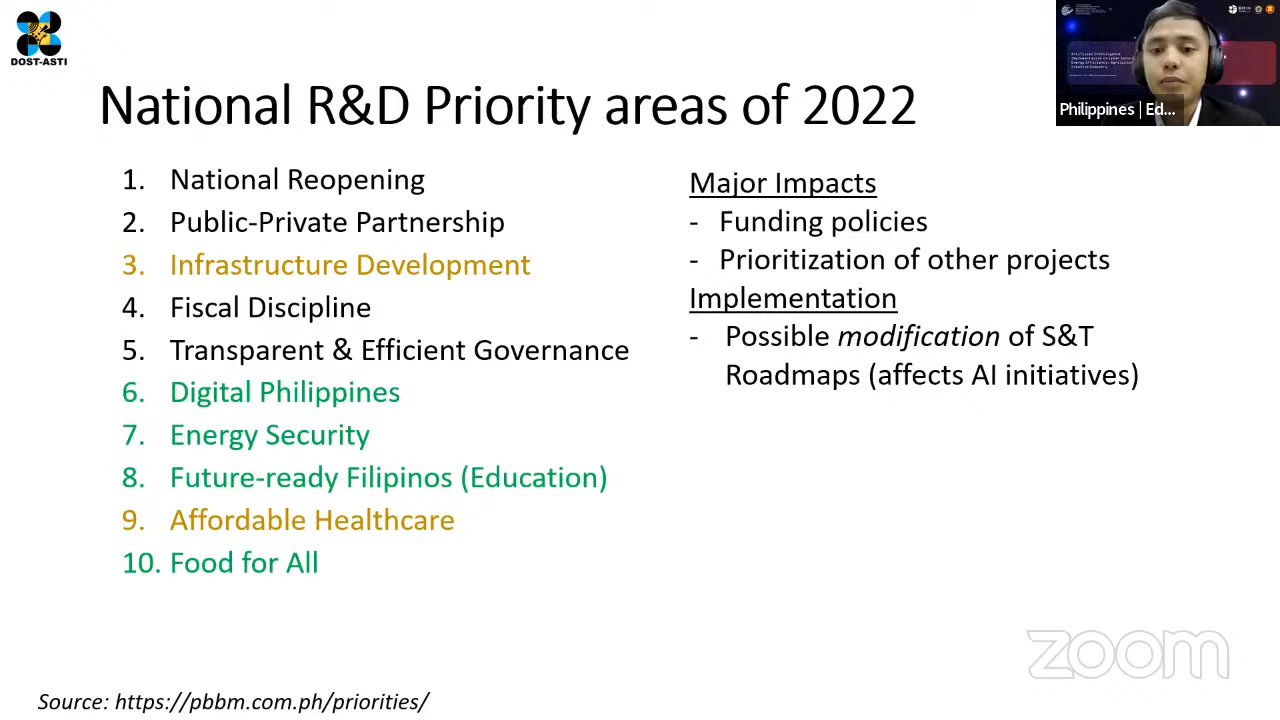 DOST-ASTI
National R&D Priority areas of 2022
1. National Reopening
2. Public-Private Partnership
3. Infrastructure Development
4. Fiscal Discipline
5. Transparent & Efficient Governance
6. Digital Philippines
7. Energy Security
8. Future-ready Filipinos (Education)
9. Affordable Healthcare
10. Food for All
Major Impacts
- Funding policies
- Prioritization of other projects
Implementation
- Possible modification of S&T
Roadmaps (affects AI initiatives)
Philippines | Ed...
zoom
Source: https://pbbm.com.ph/priorities/